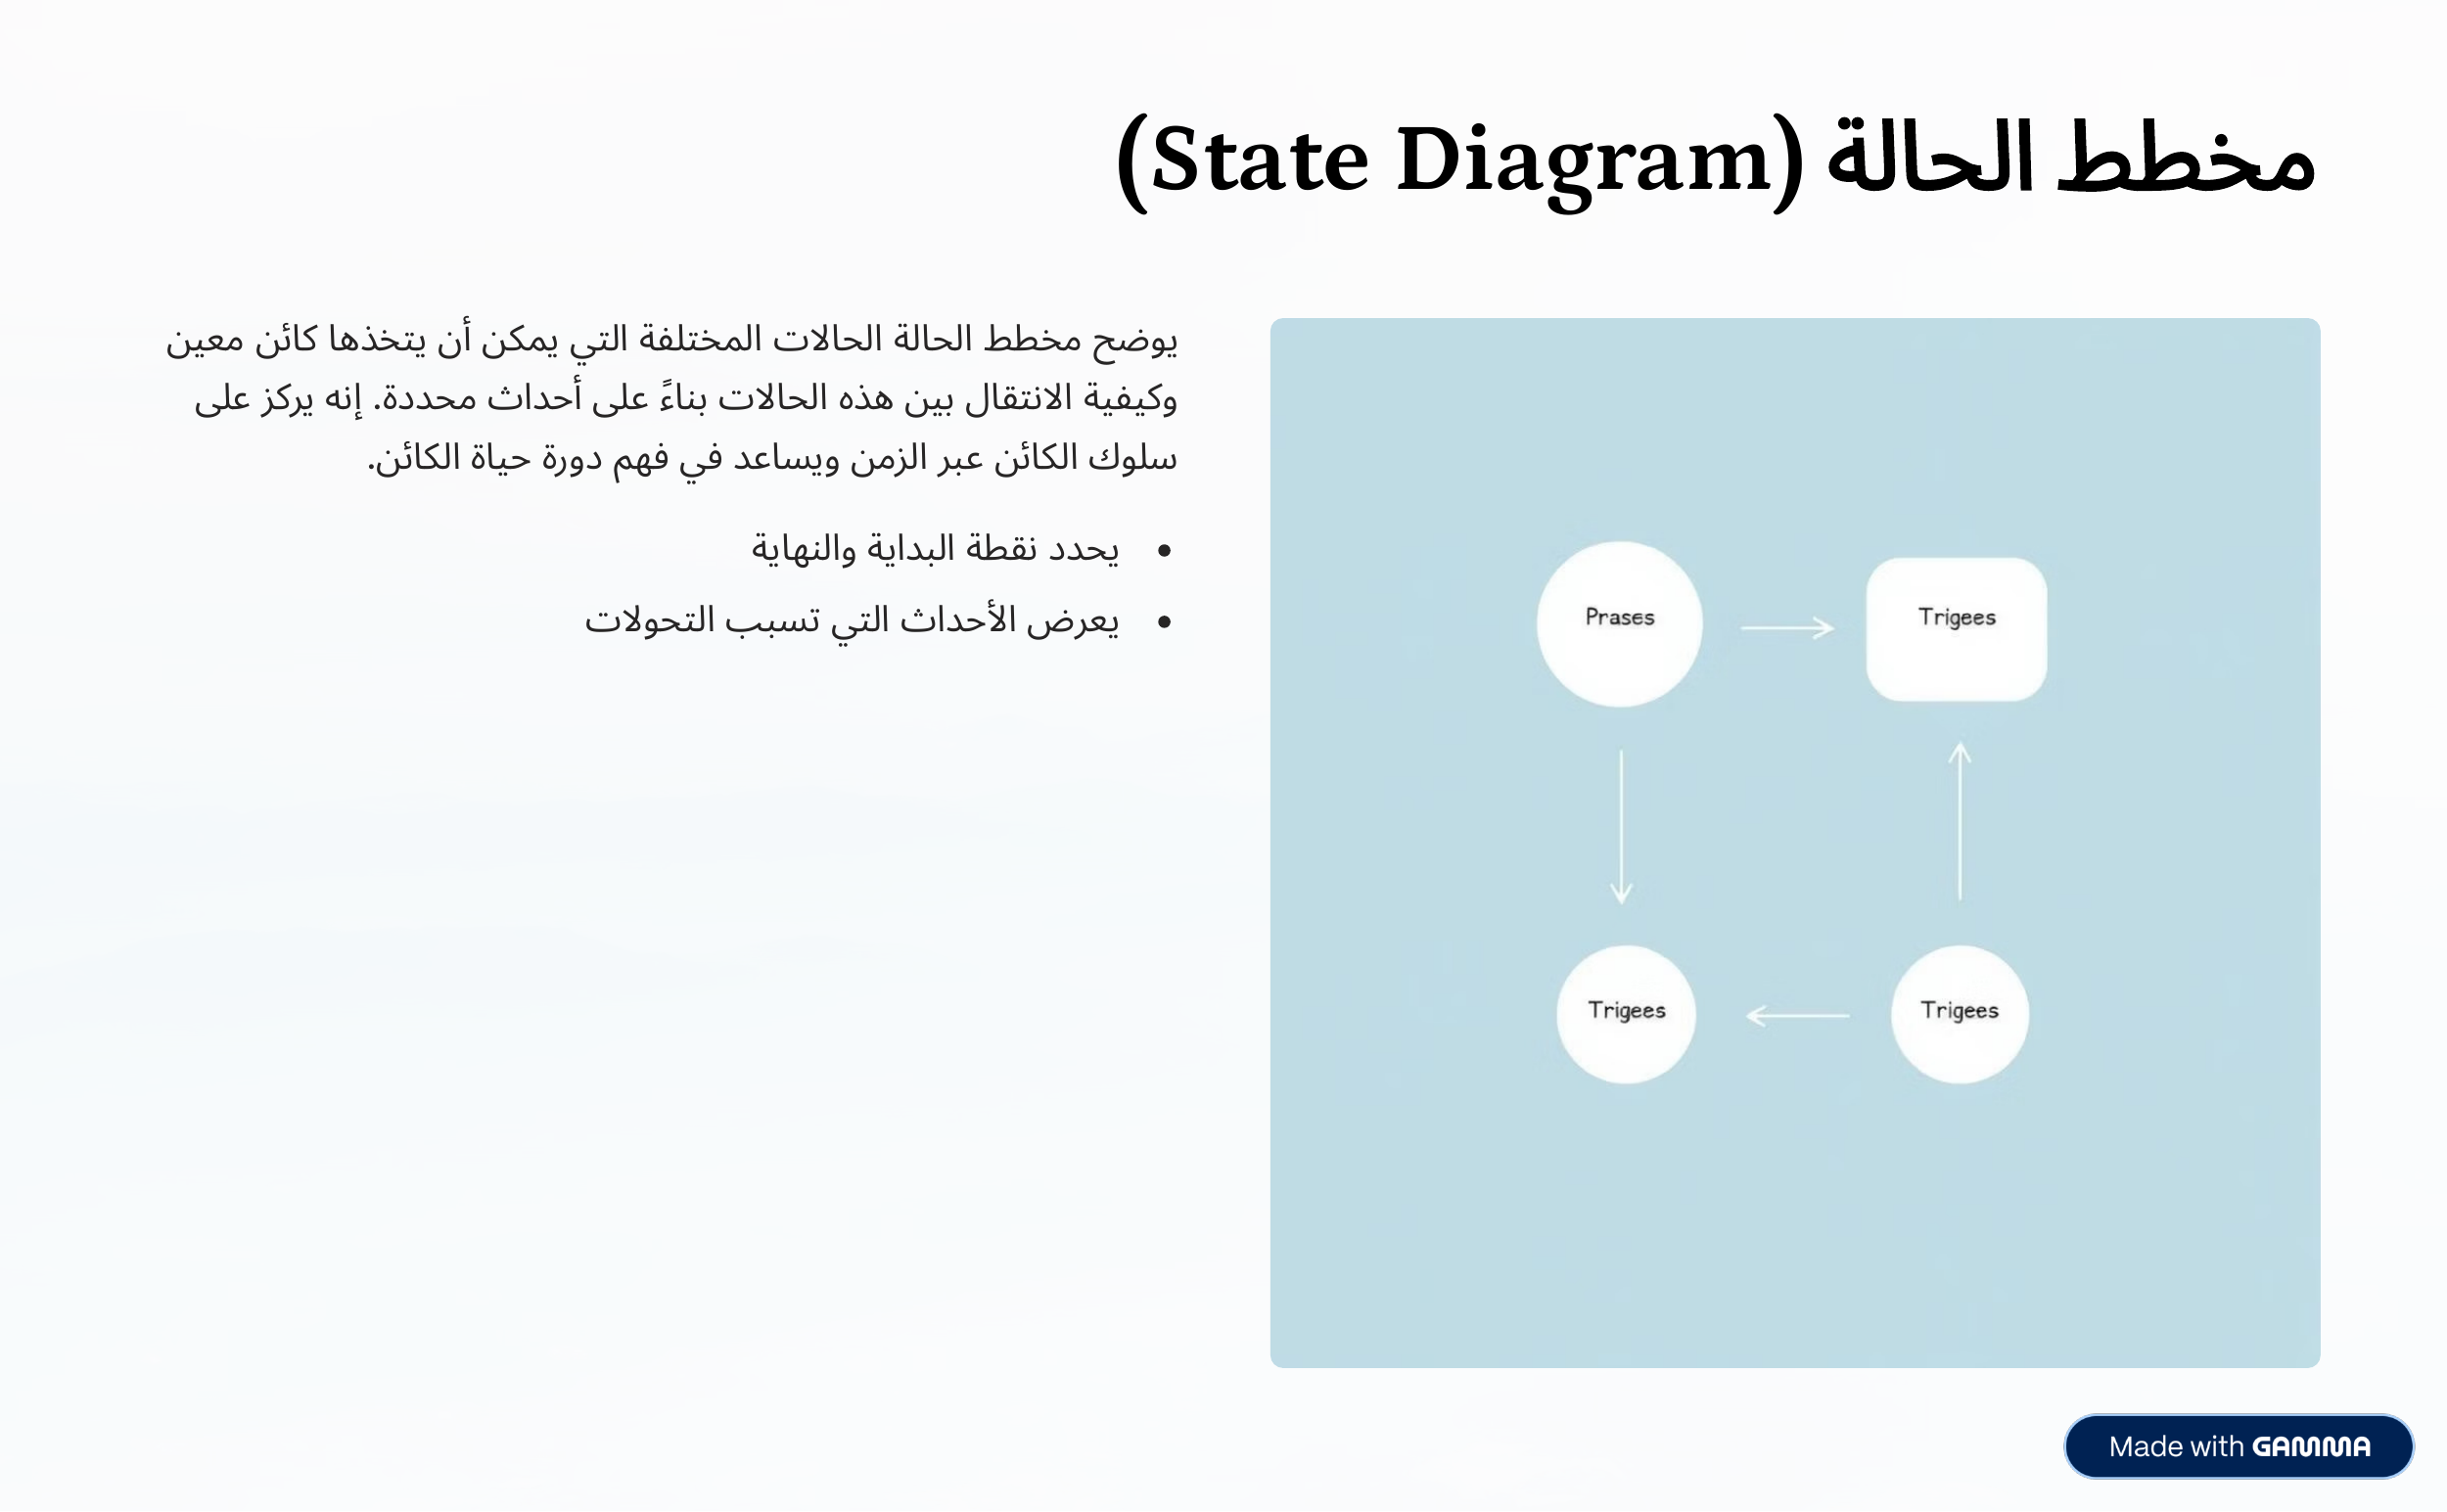 مخطط الحالة (State Diagram)
يوضح مخطط الحالة الحالات المختلفة التي يمكن أن يتخذها كائن معين
وكيفية الانتقال بين هذه الحالات بناءً على أحداث محددة. إنه يركز على
سلوك الكائن عبر الزمن ويساعد في فهم دورة حياة الكائن.
• يحدد نقطة البداية والنهاية
• يعرض الأحداث التي تسبب التحولات
Prases
Trigees
Trigees
Trigees
Made with GAMMA